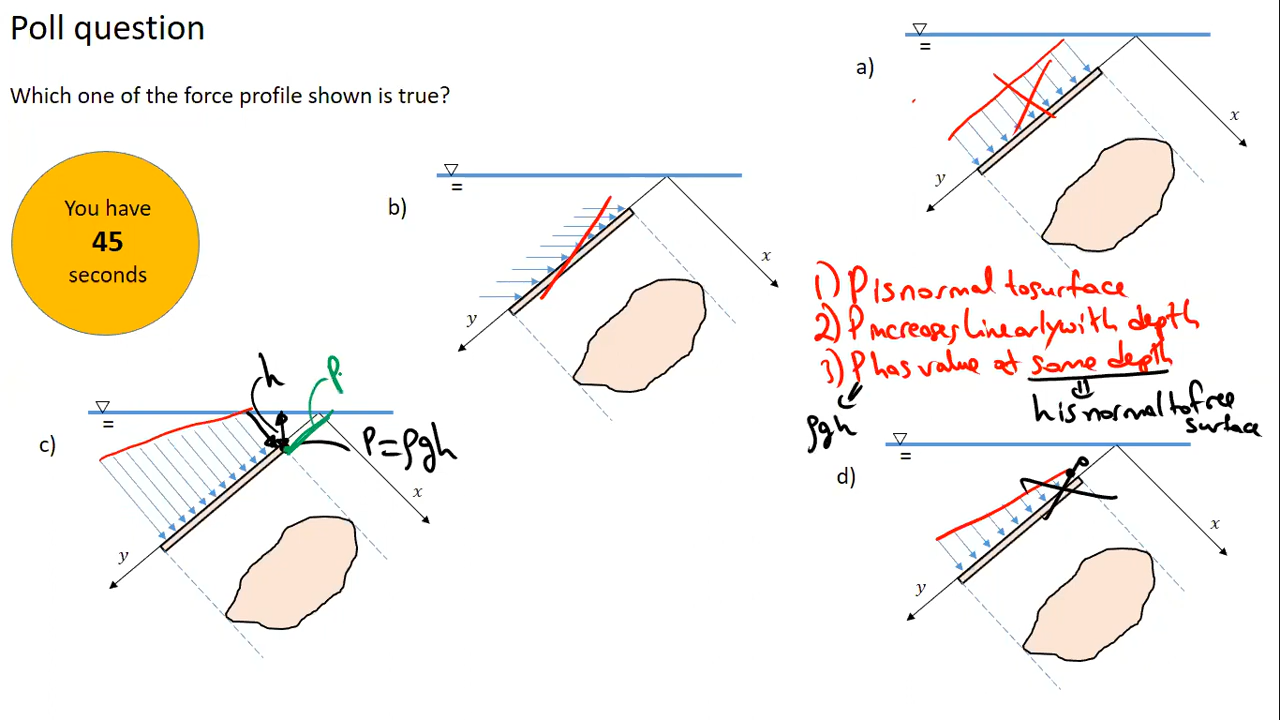 Poll question
Which one of the force profile shown is true?
You have
45
seconds
a)
x
y
b)
x
y
1) P is normal to surface
2) P increases linearly with depth
3) P has value at same depth
h is normal to free
surface
ρgh
c)
h
P
P=ρgh
x
y
d)
x
y